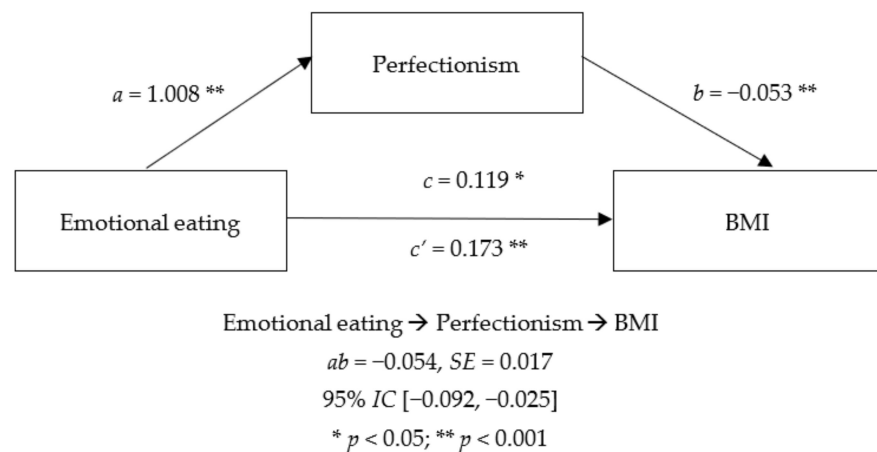 Perfectionism
a = 1.008 **
b = −0.053 **
c = 0.119 *
Emotional eating
BMI
c′ = 0.173 **
Emotional eating → Perfectionism → BMI
ab = −0.054, SE = 0.017
95% IC [−0.092, −0.025]
* p < 0.05; ** p < 0.001